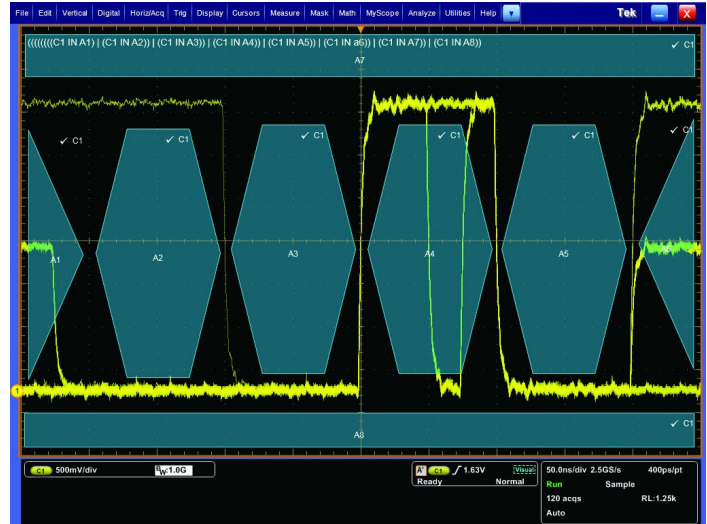 File Edit Vertical Digital Horiz/Acq Trig Display Cursors Measure Mask Math MyScope Analyze Utilities Help Tek X
((((((((C1 IN A1) | (C1 IN A2)) | (C1 IN A3)) | (C1 IN A4)) | (C1 IN A5)) | (C1 IN a6)) | (C1 IN A7)) | (C1 IN A8))
C1
A7
C1 C1 C1 C1 C1 C1
A1 A2 A3 A4 A5 A6
1
C1
A8
C1 500mV/div BW:1.0G
A' C1 1.63V Visual
Ready Normal
50.0ns/div 2.5GS/s 400ps/pt
Run Sample
120 acqs RL:1.25k
Auto